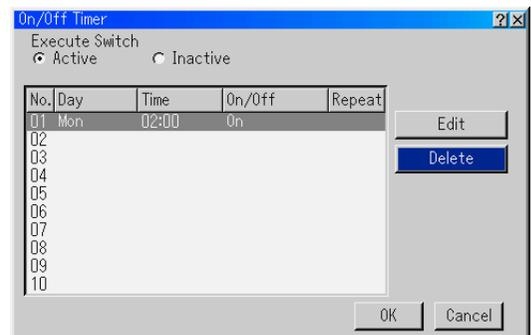 On/Off Timer ? X
Execute Switch
Active Inactive
No. Day Time On/Off Repeat
01 Mon 02:00 On
02
03
04
05
06
07
08
09
10
Edit
Delete
OK Cancel